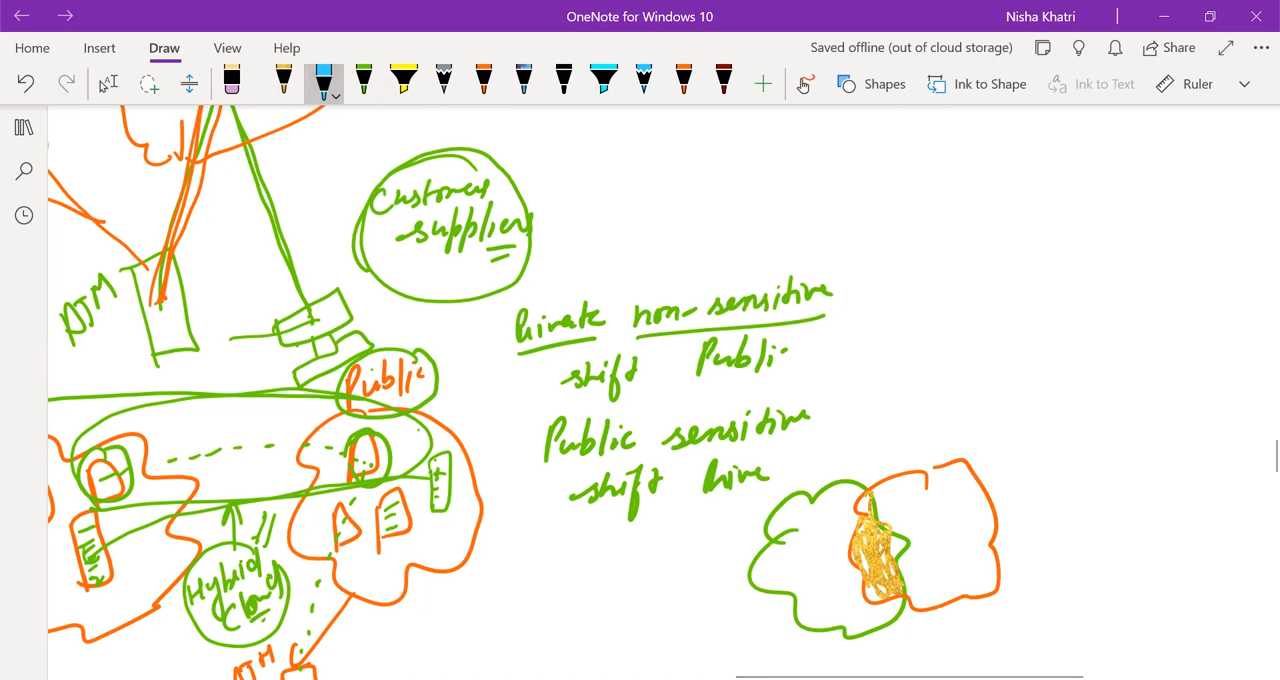 OneNote for Windows 10
Nisha Khatri
Home Insert Draw View Help
Saved offline (out of cloud storage)
Share
Shapes
Ink to Shape
Ink to Text
Ruler
Customer
supplier
ATM
Private non-sensitive
shift Public
Public
Public sensitive
shift
Hybrid
Cloud
ATM